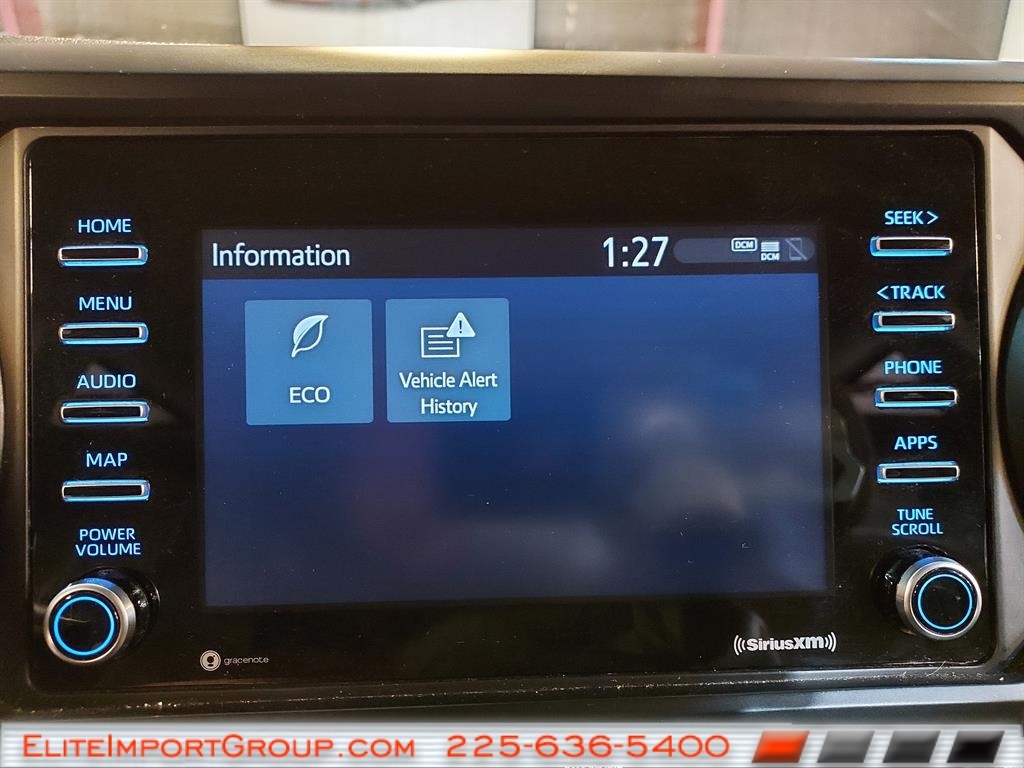 HOME
MENU
AUDIO
MAP
POWER
VOLUME
Information
1:27
DCM
DCM
ECO
Vehicle Alert
History
SEEK >
< TRACK
PHONE
APPS
TUNE
SCROLL
gracenote
((SiriusXM))
EliteImportGroup.com 225-636-5400